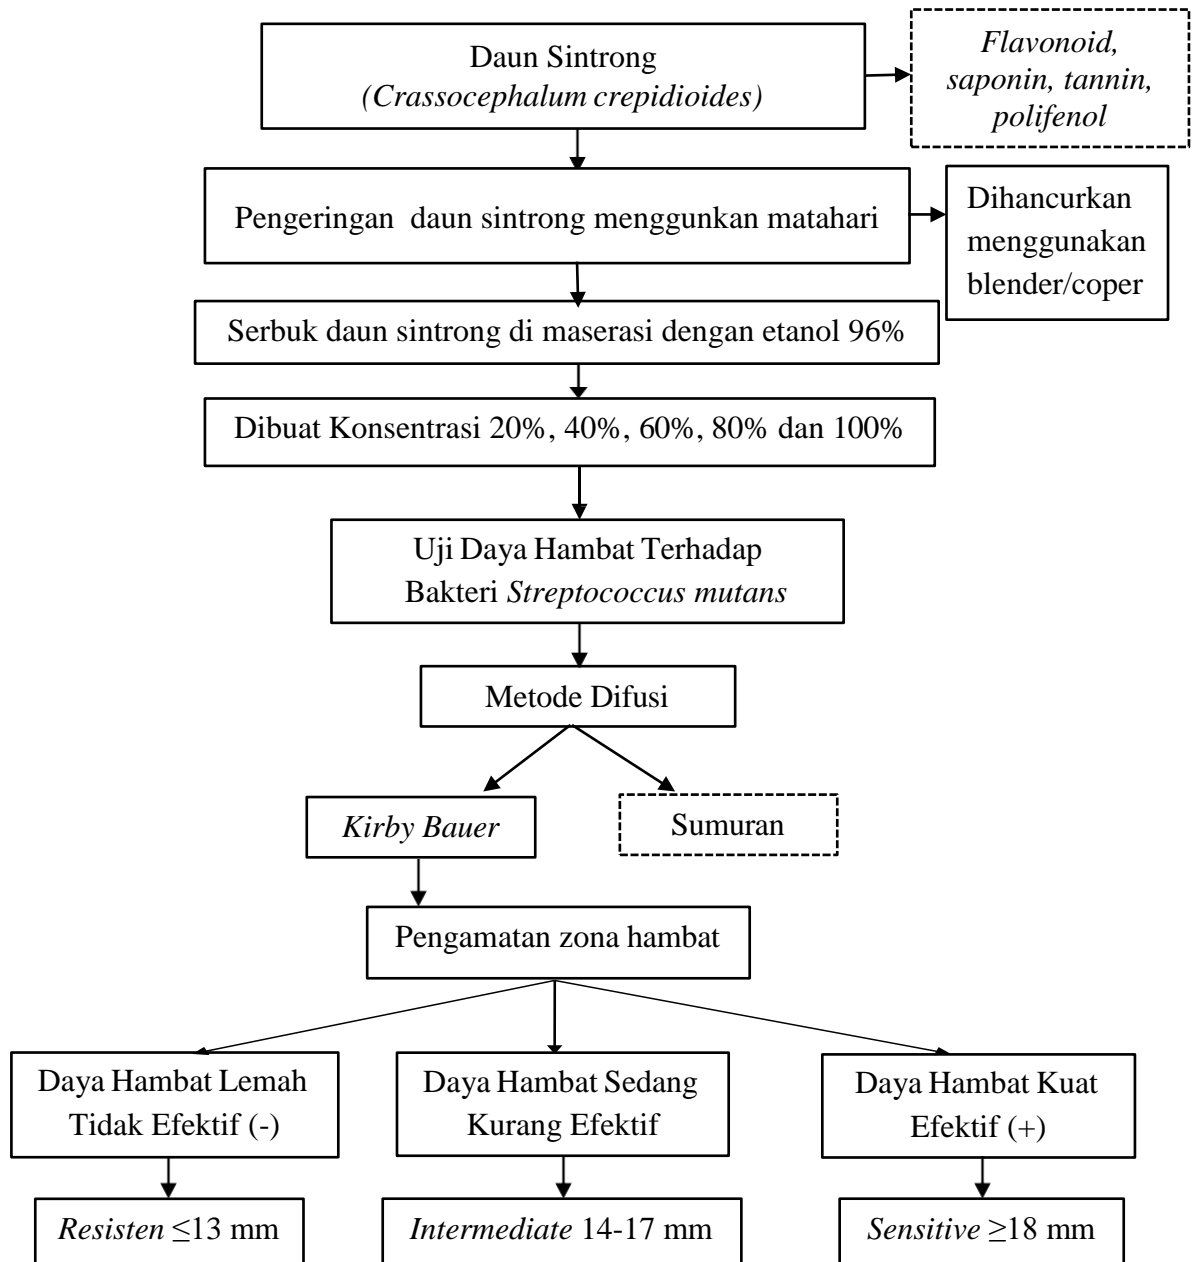 Daun Sintrong
(Crassocephalum crepidioides)
Flavonoid,
saponin, tannin,
polifenol
Pengeringan daun sintrong menggunkan matahari
Dihancurkan
menggunakan
blender/coper
Serbuk daun sintrong di maserasi dengan etanol 96%
Dibuat Konsentrasi 20%, 40%, 60%, 80% dan 100%
Uji Daya Hambat Terhadap
Bakteri Streptococcus mutans
Metode Difusi
Kirby Bauer
Sumuran
Pengamatan zona hambat
Daya Hambat Lemah
Tidak Efektif (-)
Daya Hambat Sedang
Kurang Efektif
Daya Hambat Kuat
Efektif (+)
Resisten ≤13 mm
Intermediate 14-17 mm
Sensitive ≥18 mm